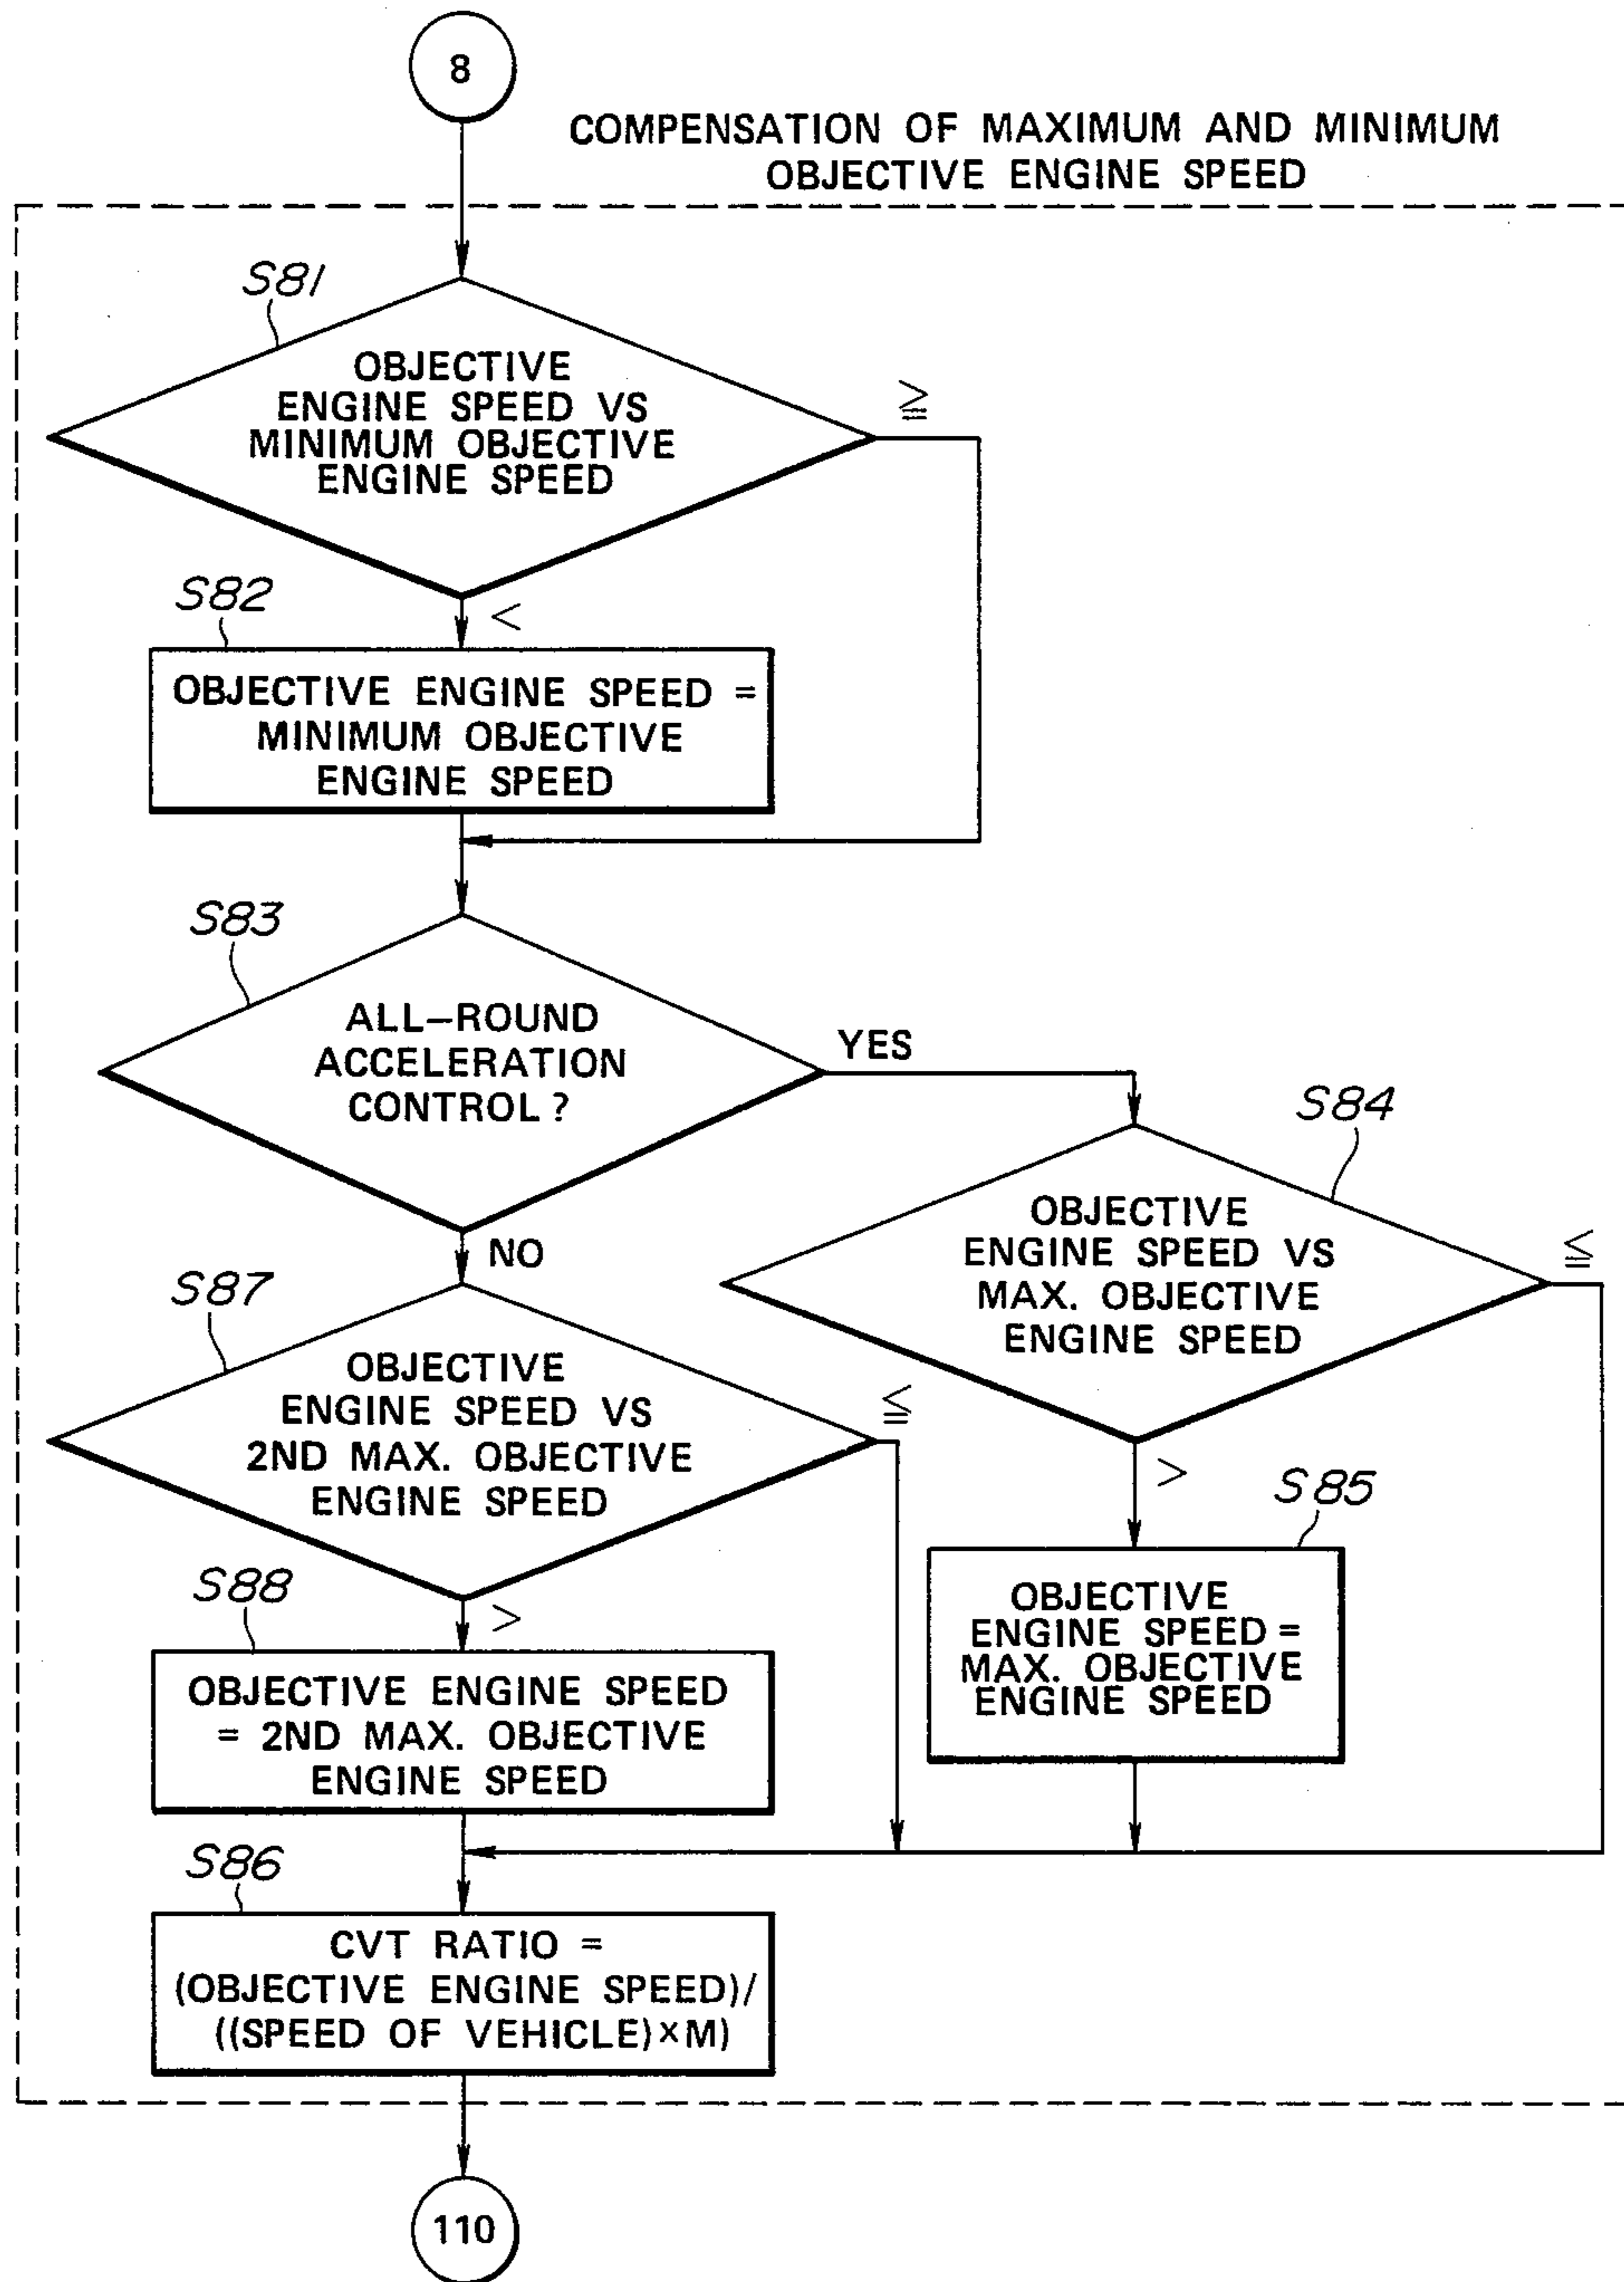 8
COMPENSATION OF MAXIMUM AND MINIMUM
OBJECTIVE ENGINE SPEED
S81
OBJECTIVE
ENGINE SPEED VS
MINIMUM OBJECTIVE
ENGINE SPEED
≧
<
S82
OBJECTIVE ENGINE SPEED =
MINIMUM OBJECTIVE
ENGINE SPEED
S83
ALL-ROUND
ACCELERATION
CONTROL?
YES
NO
S84
OBJECTIVE
ENGINE SPEED VS
MAX. OBJECTIVE
ENGINE SPEED
≦
>
S85
OBJECTIVE
ENGINE SPEED =
MAX. OBJECTIVE
ENGINE SPEED
S87
OBJECTIVE
ENGINE SPEED VS
2ND MAX. OBJECTIVE
ENGINE SPEED
≦
>
S88
OBJECTIVE ENGINE SPEED
= 2ND MAX. OBJECTIVE
ENGINE SPEED
S86
CVT RATIO =
(OBJECTIVE ENGINE SPEED)/
((SPEED OF VEHICLE)×M)
110